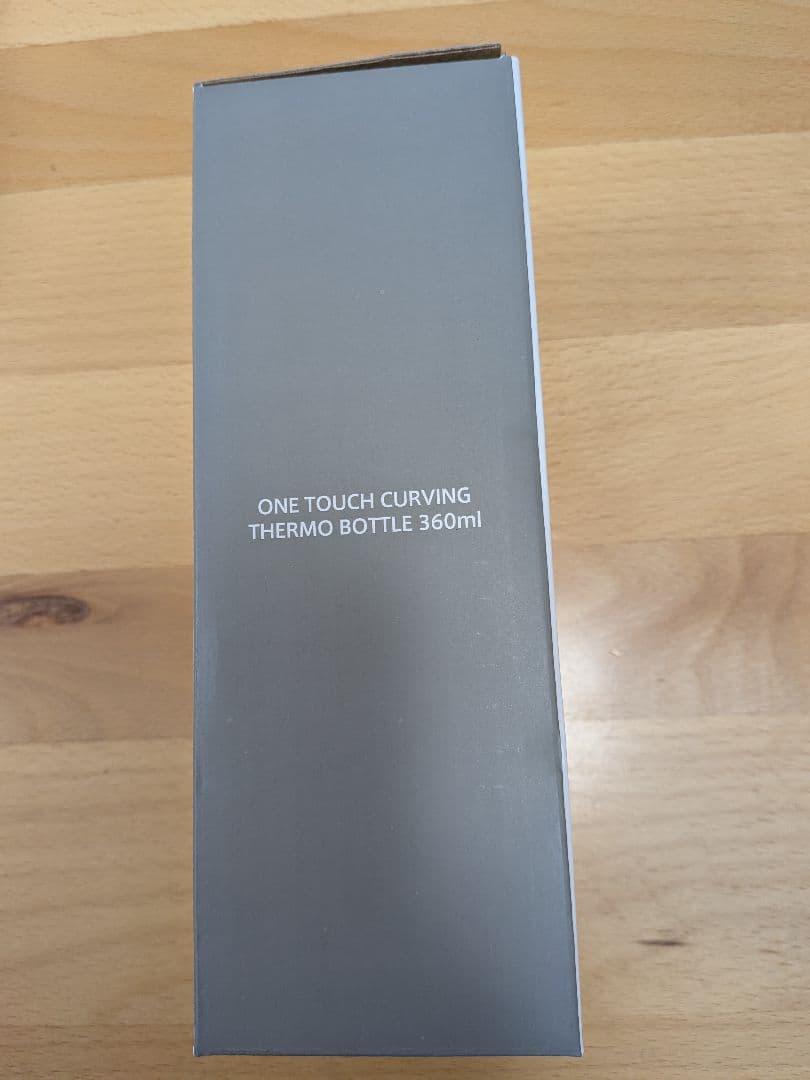 ONE TOUCH CURVING
THERMO BOTTLE 360ml